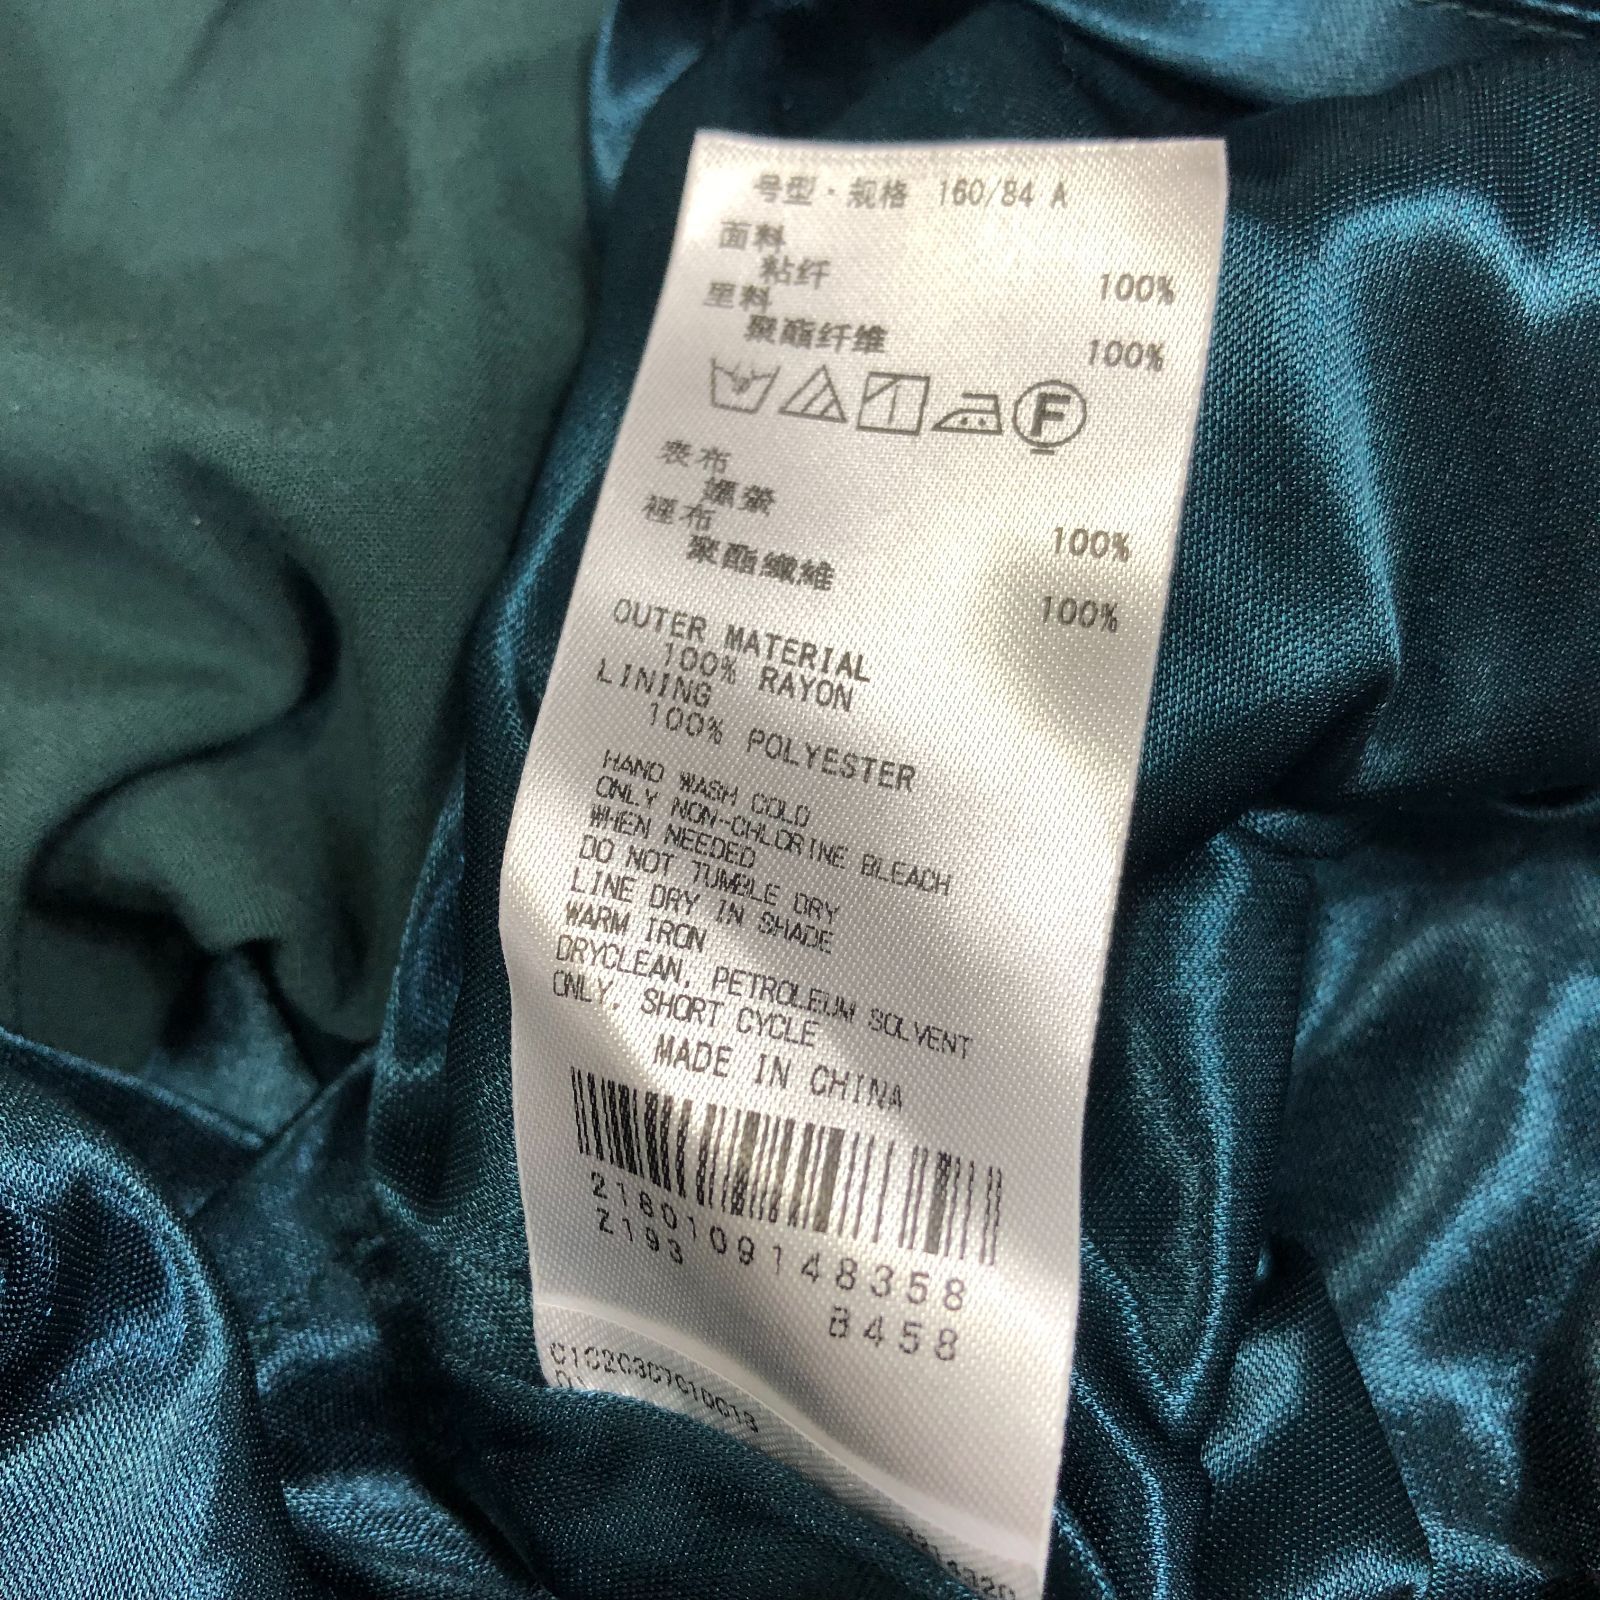 号型·规格 160/84 A
面料
粘纤 100%
里料
聚酯纤维 100%
F
表布
嫘縈 100%
裡布
聚酯纖維 100%
OUTER MATERIAL
100% RAYON
LINING
100% POLYESTER
HAND WASH COLD
ONLY NON-CHLORINE BLEACH
WHEN NEEDED
DO NOT TUMBLE DRY
LINE DRY IN SHADE
WARM IRON
DRYCLEAN, PETROLEUM SOLVENT
ONLY, SHORT CYCLE
MADE IN CHINA
2180109148358
Z193 8458
C1C2C3C7C10C13